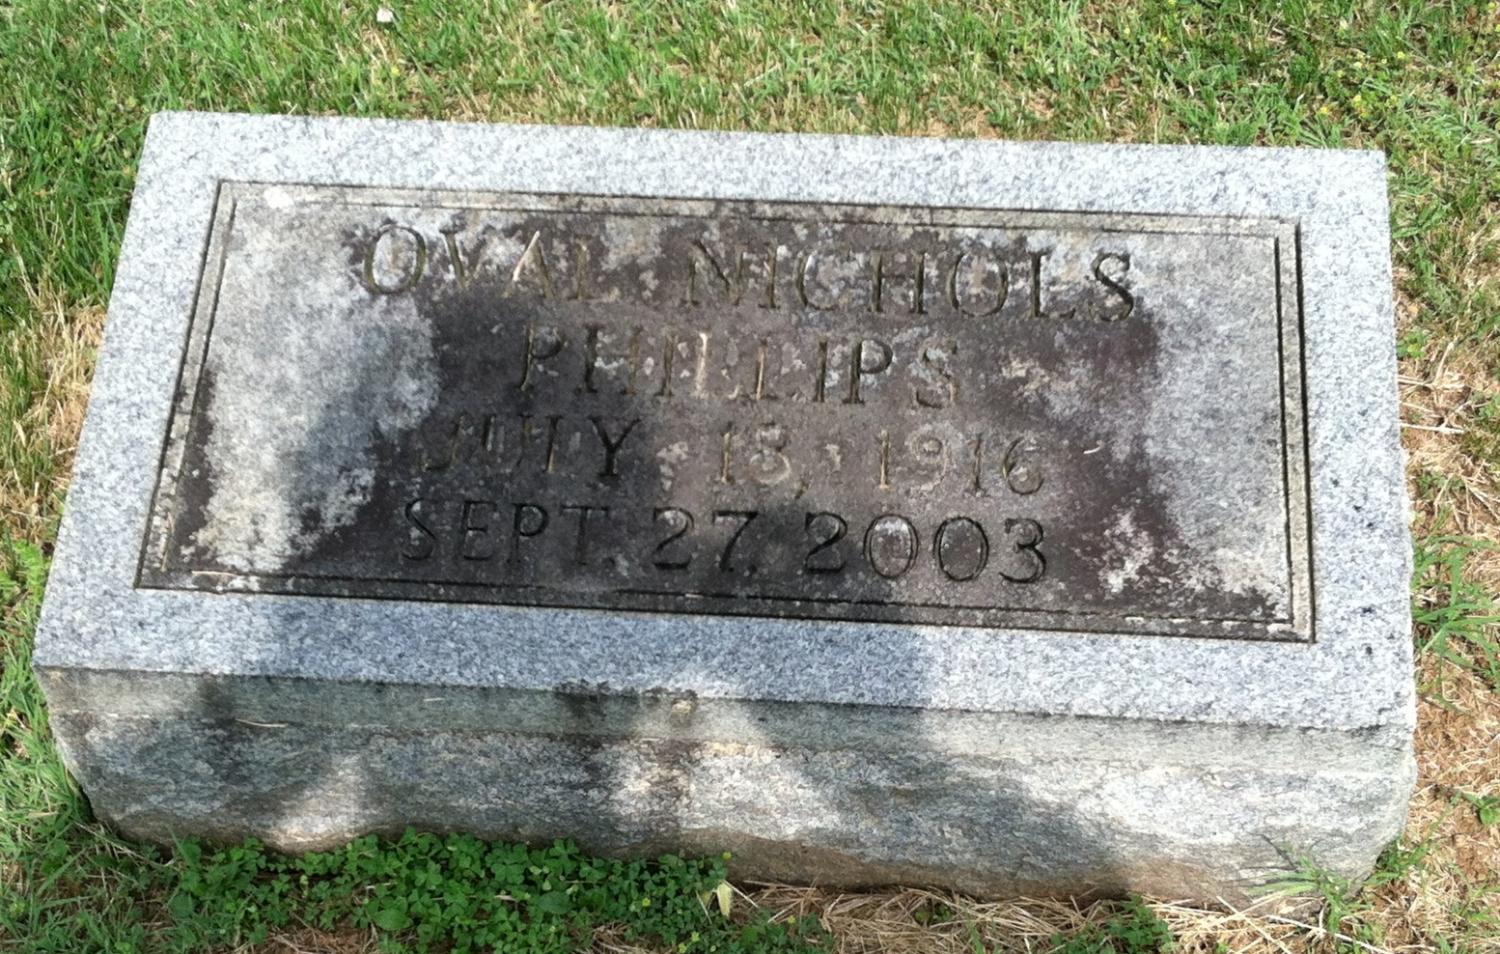 OVAL NICHOLS
PHILLIPS
JULY 18, 1916
SEPT. 27, 2003